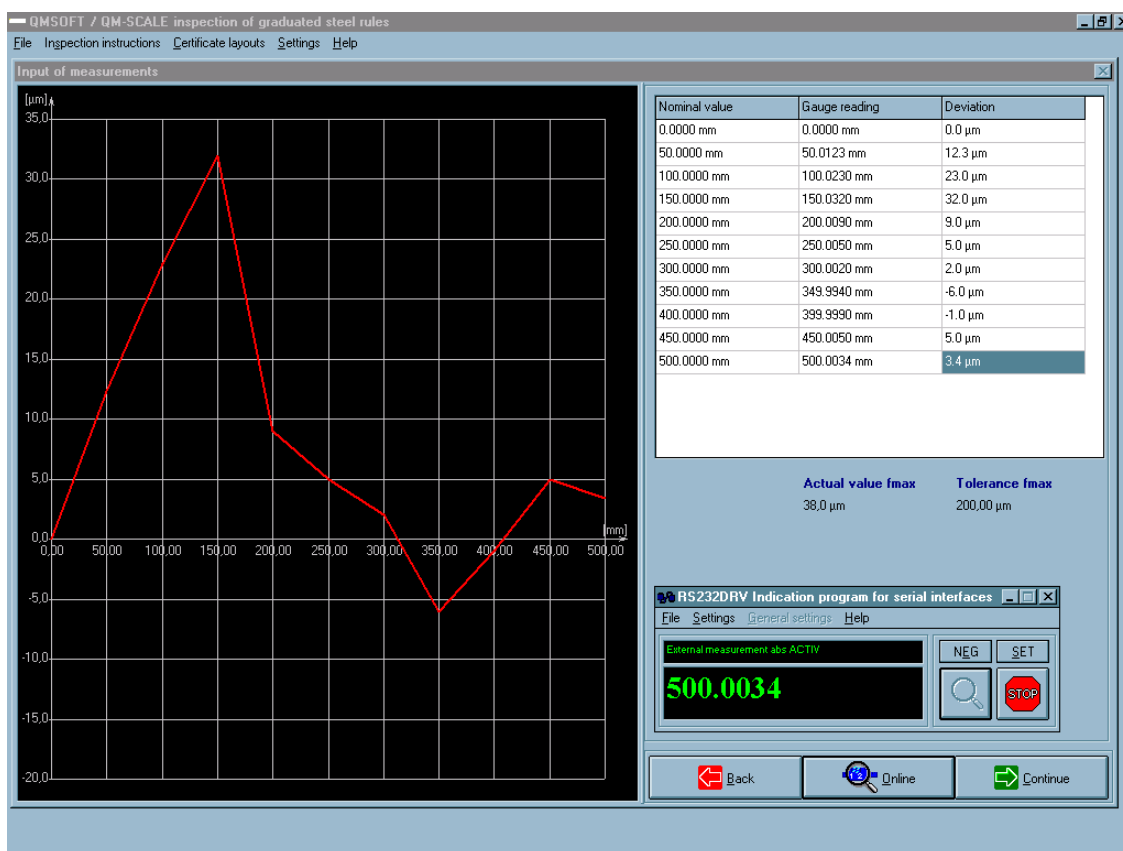 QMSOFT / QM-SCALE inspection of graduated steel rules
File Inspection instructions Certificate layouts Settings Help
Input of measurements
[µm]
35,0
30,0
25,0
20,0
15,0
10,0
5,0
0,0
-5,0
-10,0
-15,0
-20,0
[mm]
0,00 50,00 100,00 150,00 200,00 250,00 300,00 350,00 400,00 450,00 500,00
Nominal value Gauge reading Deviation
0.0000 mm 0.0000 mm 0.0 µm
50.0000 mm 50.0123 mm 12.3 µm
100.0000 mm 100.0230 mm 23.0 µm
150.0000 mm 150.0320 mm 32.0 µm
200.0000 mm 200.0090 mm 9.0 µm
250.0000 mm 250.0050 mm 5.0 µm
300.0000 mm 300.0020 mm 2.0 µm
350.0000 mm 349.9940 mm -6.0 µm
400.0000 mm 399.9990 mm -1.0 µm
450.0000 mm 450.0050 mm 5.0 µm
500.0000 mm 500.0034 mm 3.4 µm
Actual value fmax Tolerance fmax
38,0 µm 200,00 µm
RS232DRV Indication program for serial interfaces
File Settings General settings Help
External measurement abs ACTIV
500.0034
NEG SET
STOP
Back Online Continue